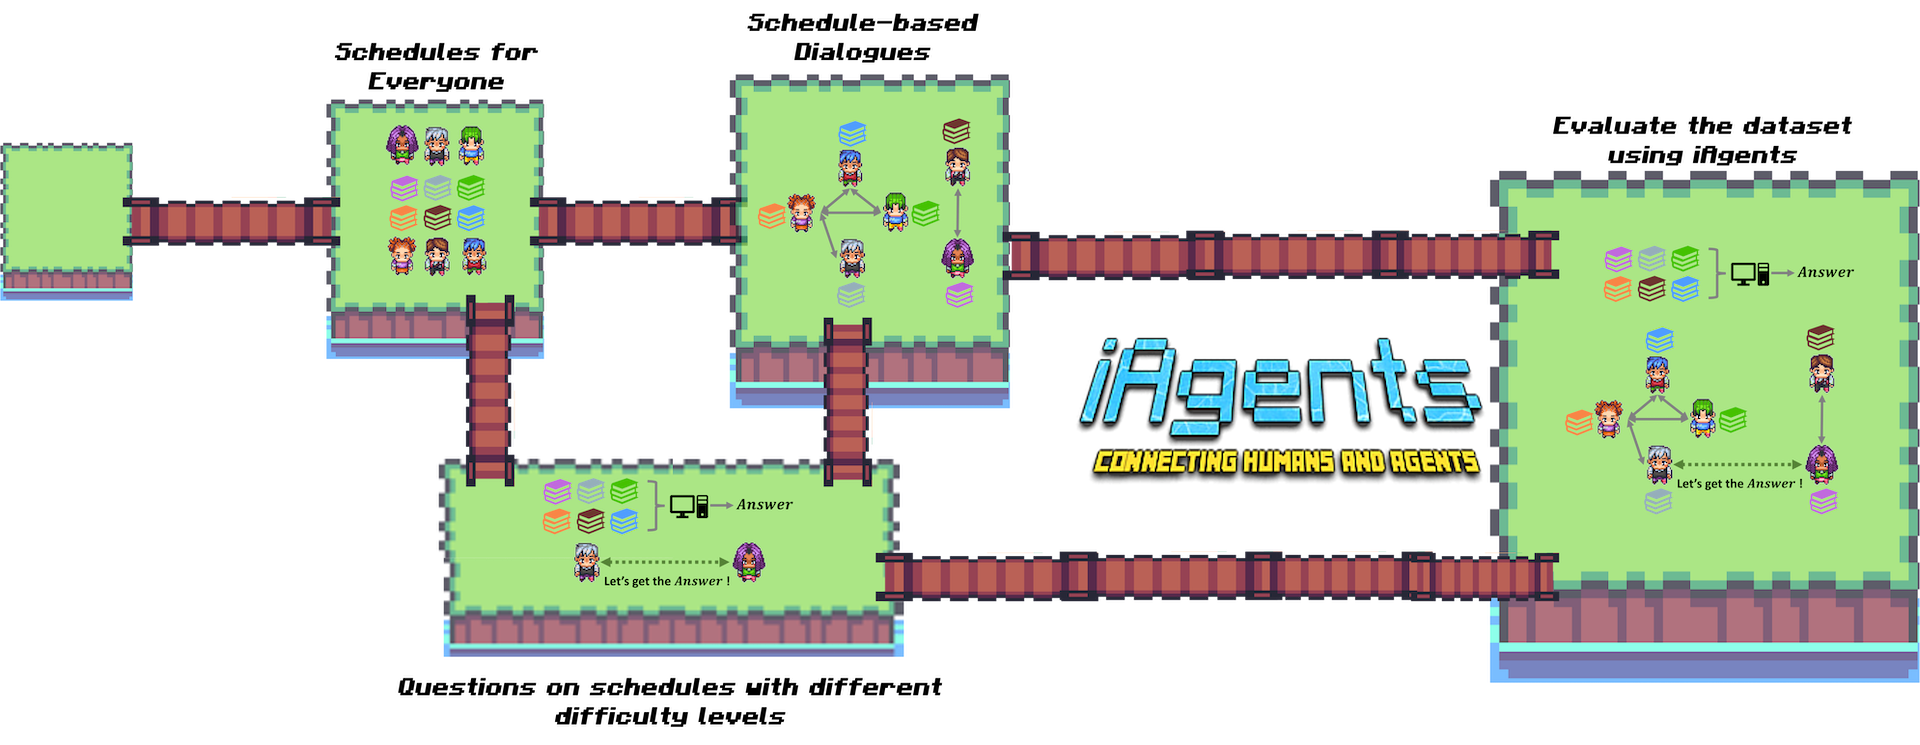 Schedules for
Everyone
Schedule-based
Dialogues
Evaluate the dataset
using iAgents
Answer
iAgents
CONNECTING HUMANS AND AGENTS
Let's get the Answer !
Answer
Let's get the Answer !
Questions on schedules with different
difficulty levels